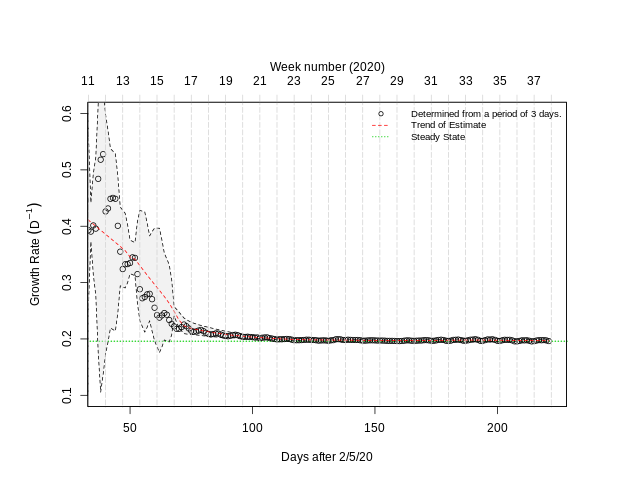 Week number (2020)
11 13 15 17 19 21 23 25 27 29 31 33 35 37
Determined from a period of 3 days.
Trend of Estimate
Steady State
0.6
0.5
0.4
0.3
0.2
0.1
Growth Rate (D⁻¹)
50 100 150 200
Days after 2/5/20